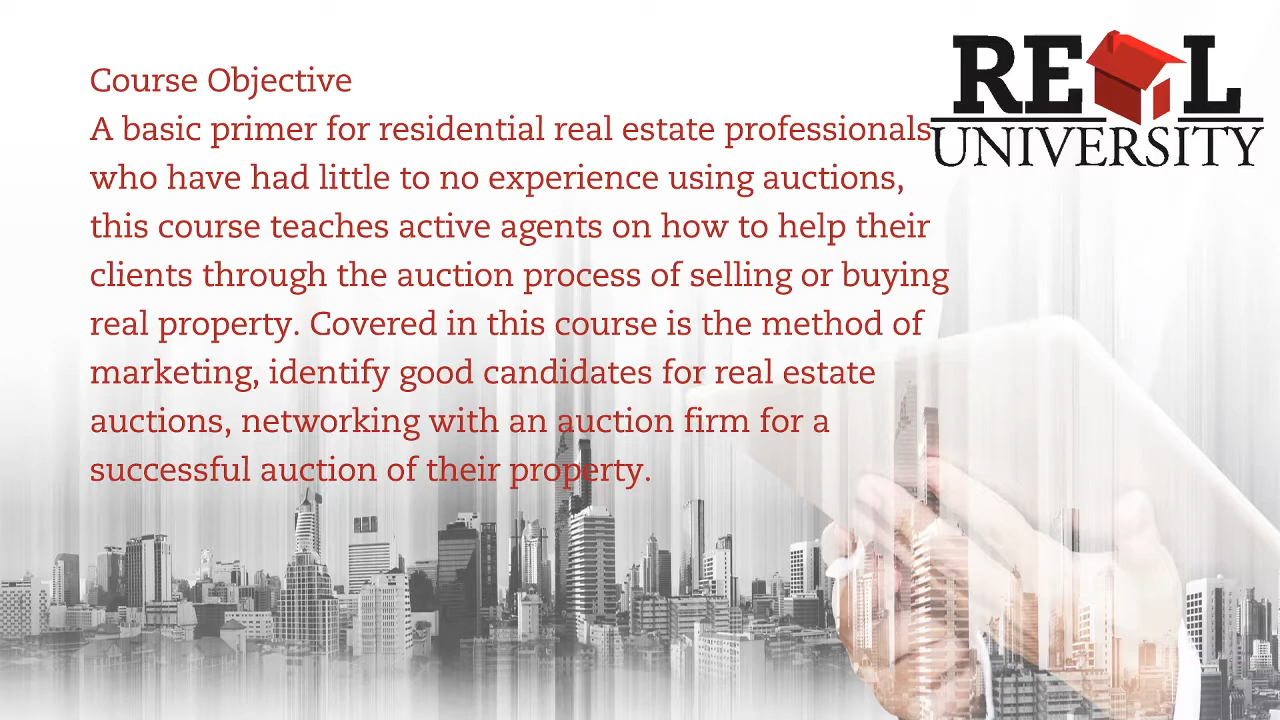 Course Objective
A basic primer for residential real estate professionals
who have had little to no experience using auctions,
this course teaches active agents on how to help their
clients through the auction process of selling or buying
real property. Covered in this course is the method of
marketing, identify good candidates for real estate
auctions, networking with an auction firm for a
successful auction of their property.
REAL
UNIVERSITY